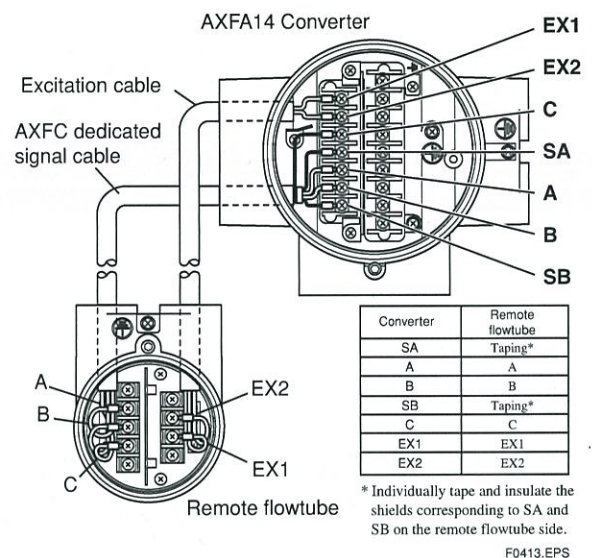 AXFA14 Converter
EX1
EX2
C
SA
A
B
SB
Excitation cable
AXFC dedicated
signal cable
A
B
C
EX2
EX1
Remote flowtube
Converter Remote flowtube
SA Taping*
A A
B B
SB Taping*
C C
EX1 EX1
EX2 EX2
* Individually tape and insulate the
shields corresponding to SA and
SB on the remote flowtube side.
F0413.EPS